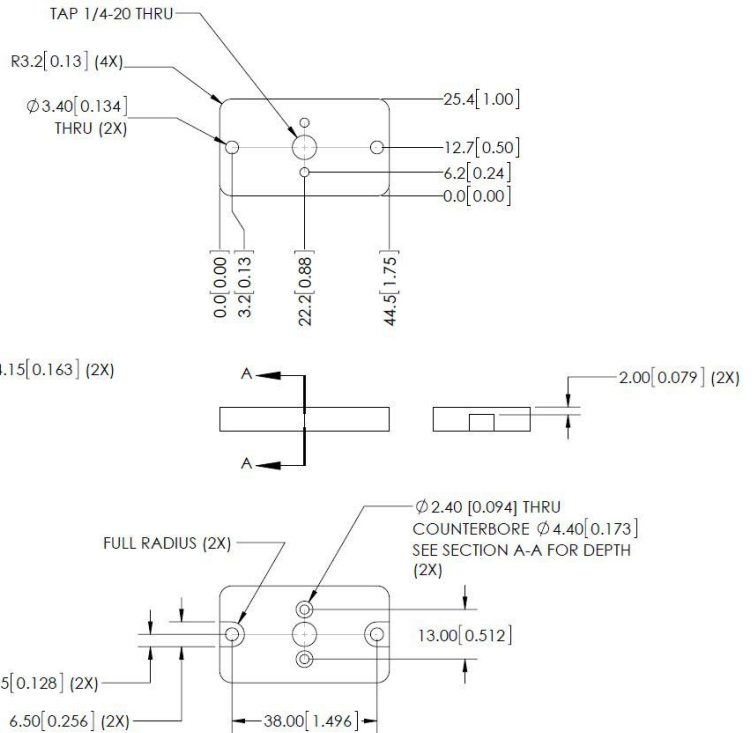 TAP 1/4-20 THRU
R3.2[0.13] (4X)
∅3.40[0.134]
THRU (2X)
25.4[1.00]
12.7[0.50]
6.2[0.24]
0.0[0.00]
0.0[0.00]
3.2[0.13]
22.2[0.88]
44.5[1.75]
4.15[0.163] (2X)
A
A
2.00[0.079] (2X)
∅2.40 [0.094] THRU
COUNTERBORE ∅4.40[0.173]
SEE SECTION A-A FOR DEPTH
(2X)
FULL RADIUS (2X)
13.00[0.512]
5[0.128] (2X)
6.50[0.256] (2X)
38.00[1.496]